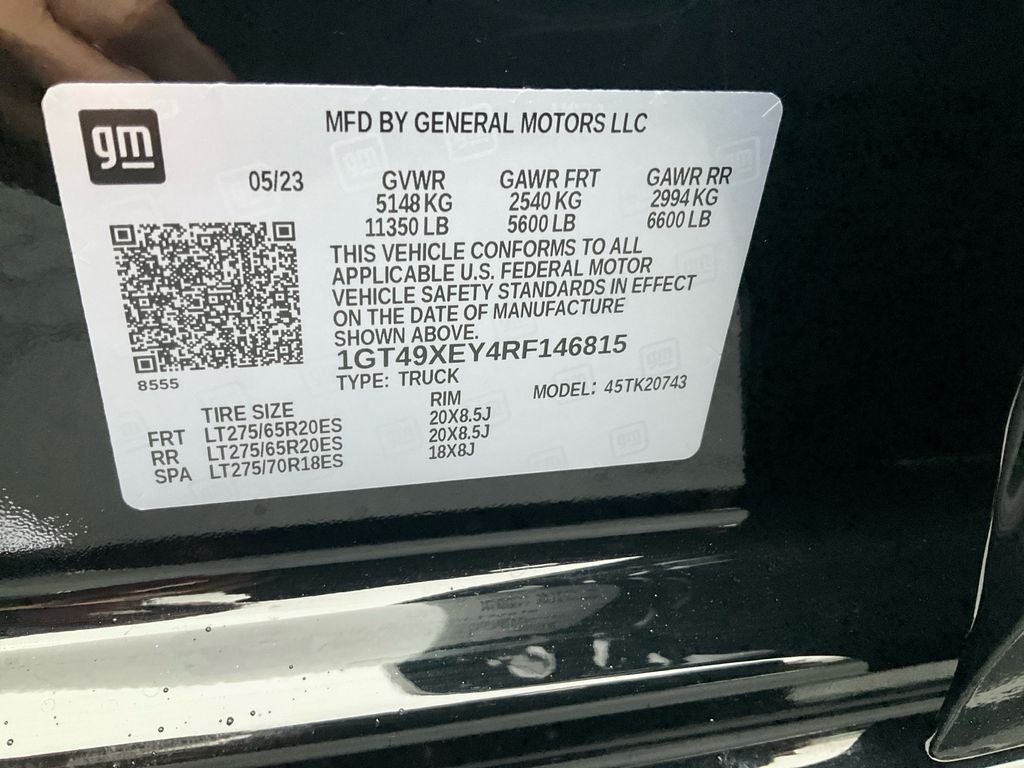 gm
MFD BY GENERAL MOTORS LLC
05/23 GVWR GAWR FRT GAWR RR
5148 KG 2540 KG 2994 KG
11350 LB 5600 LB 6600 LB
THIS VEHICLE CONFORMS TO ALL
APPLICABLE U.S. FEDERAL MOTOR
VEHICLE SAFETY STANDARDS IN EFFECT
ON THE DATE OF MANUFACTURE
SHOWN ABOVE.
1GT49XEY4RF146815
8555
TYPE: TRUCK MODEL: 45TK20743
TIRE SIZE RIM
FRT LT275/65R20ES 20X8.5J
RR LT275/65R20ES 20X8.5J
SPA LT275/70R18ES 18X8J